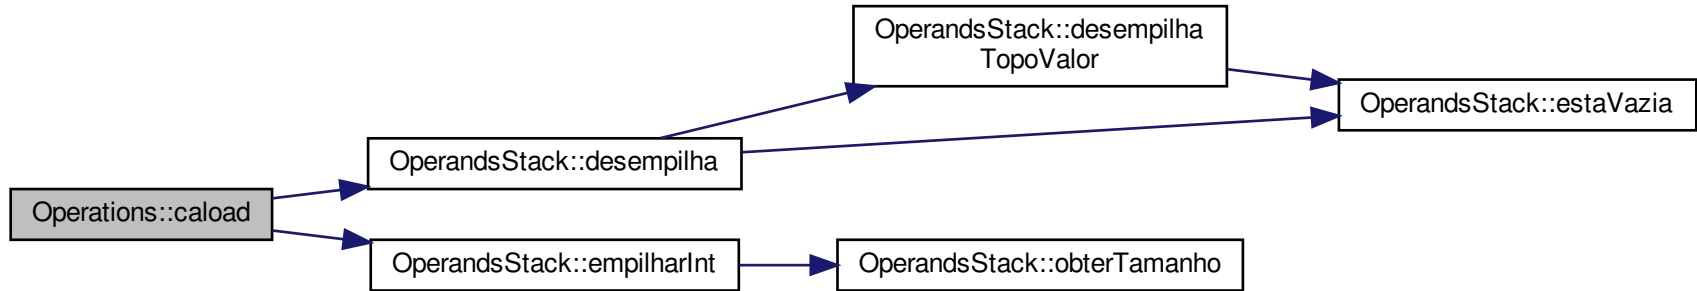 OperandsStack::desempilha
TopoValor
OperandsStack::estaVazia
OperandsStack::desempilha
Operations::caload
OperandsStack::empilharInt
OperandsStack::obterTamanho